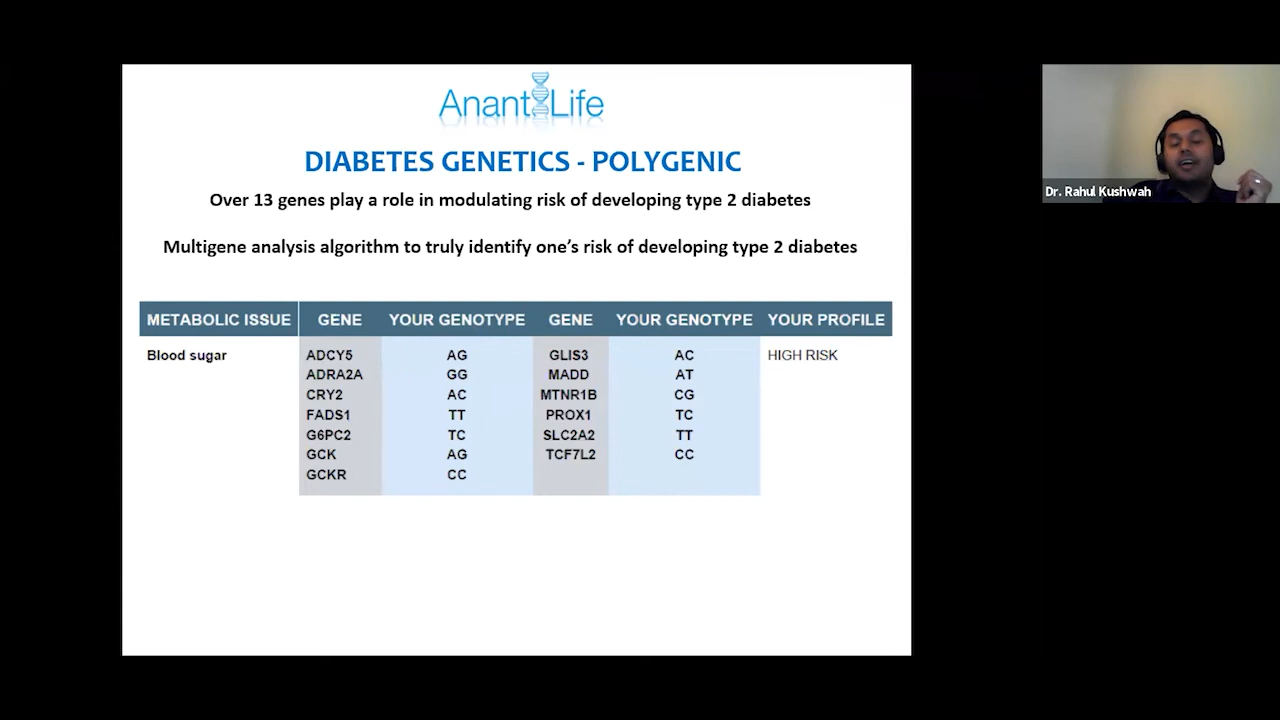 Anant Life
DIABETES GENETICS - POLYGENIC
Over 13 genes play a role in modulating risk of developing type 2 diabetes
Multigene analysis algorithm to truly identify one's risk of developing type 2 diabetes
METABOLIC ISSUE GENE YOUR GENOTYPE GENE YOUR GENOTYPE YOUR PROFILE
Blood sugar ADCY5 AG GLIS3 AC HIGH RISK
ADRA2A GG MADD AT
CRY2 AC MTNR1B CG
FADS1 TT PROX1 TC
G6PC2 TC SLC2A2 TT
GCK AG TCF7L2 CC
GCKR CC
Dr. Rahul Kushwah